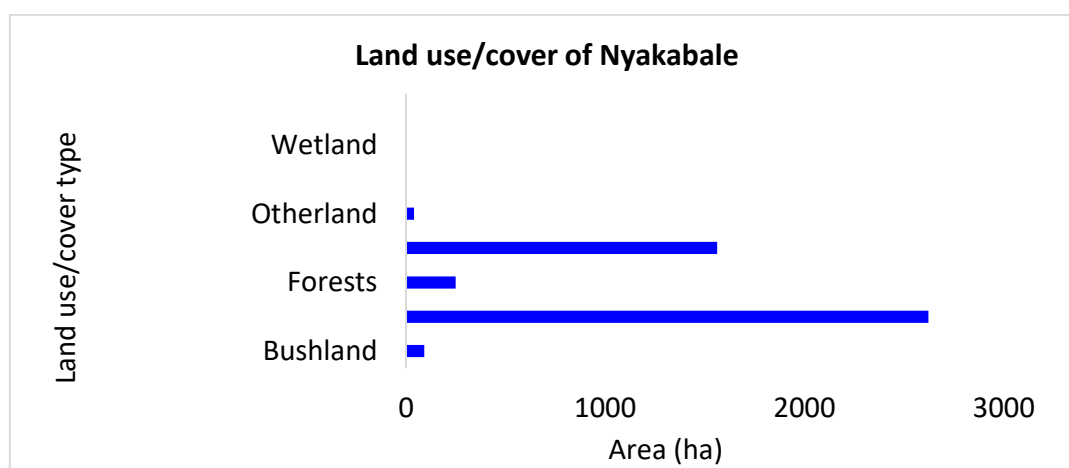 Land use/cover of Nyakabale
Land use/cover type
Wetland
Otherland
Forests
Bushland
0 1000 2000 3000
Area (ha)